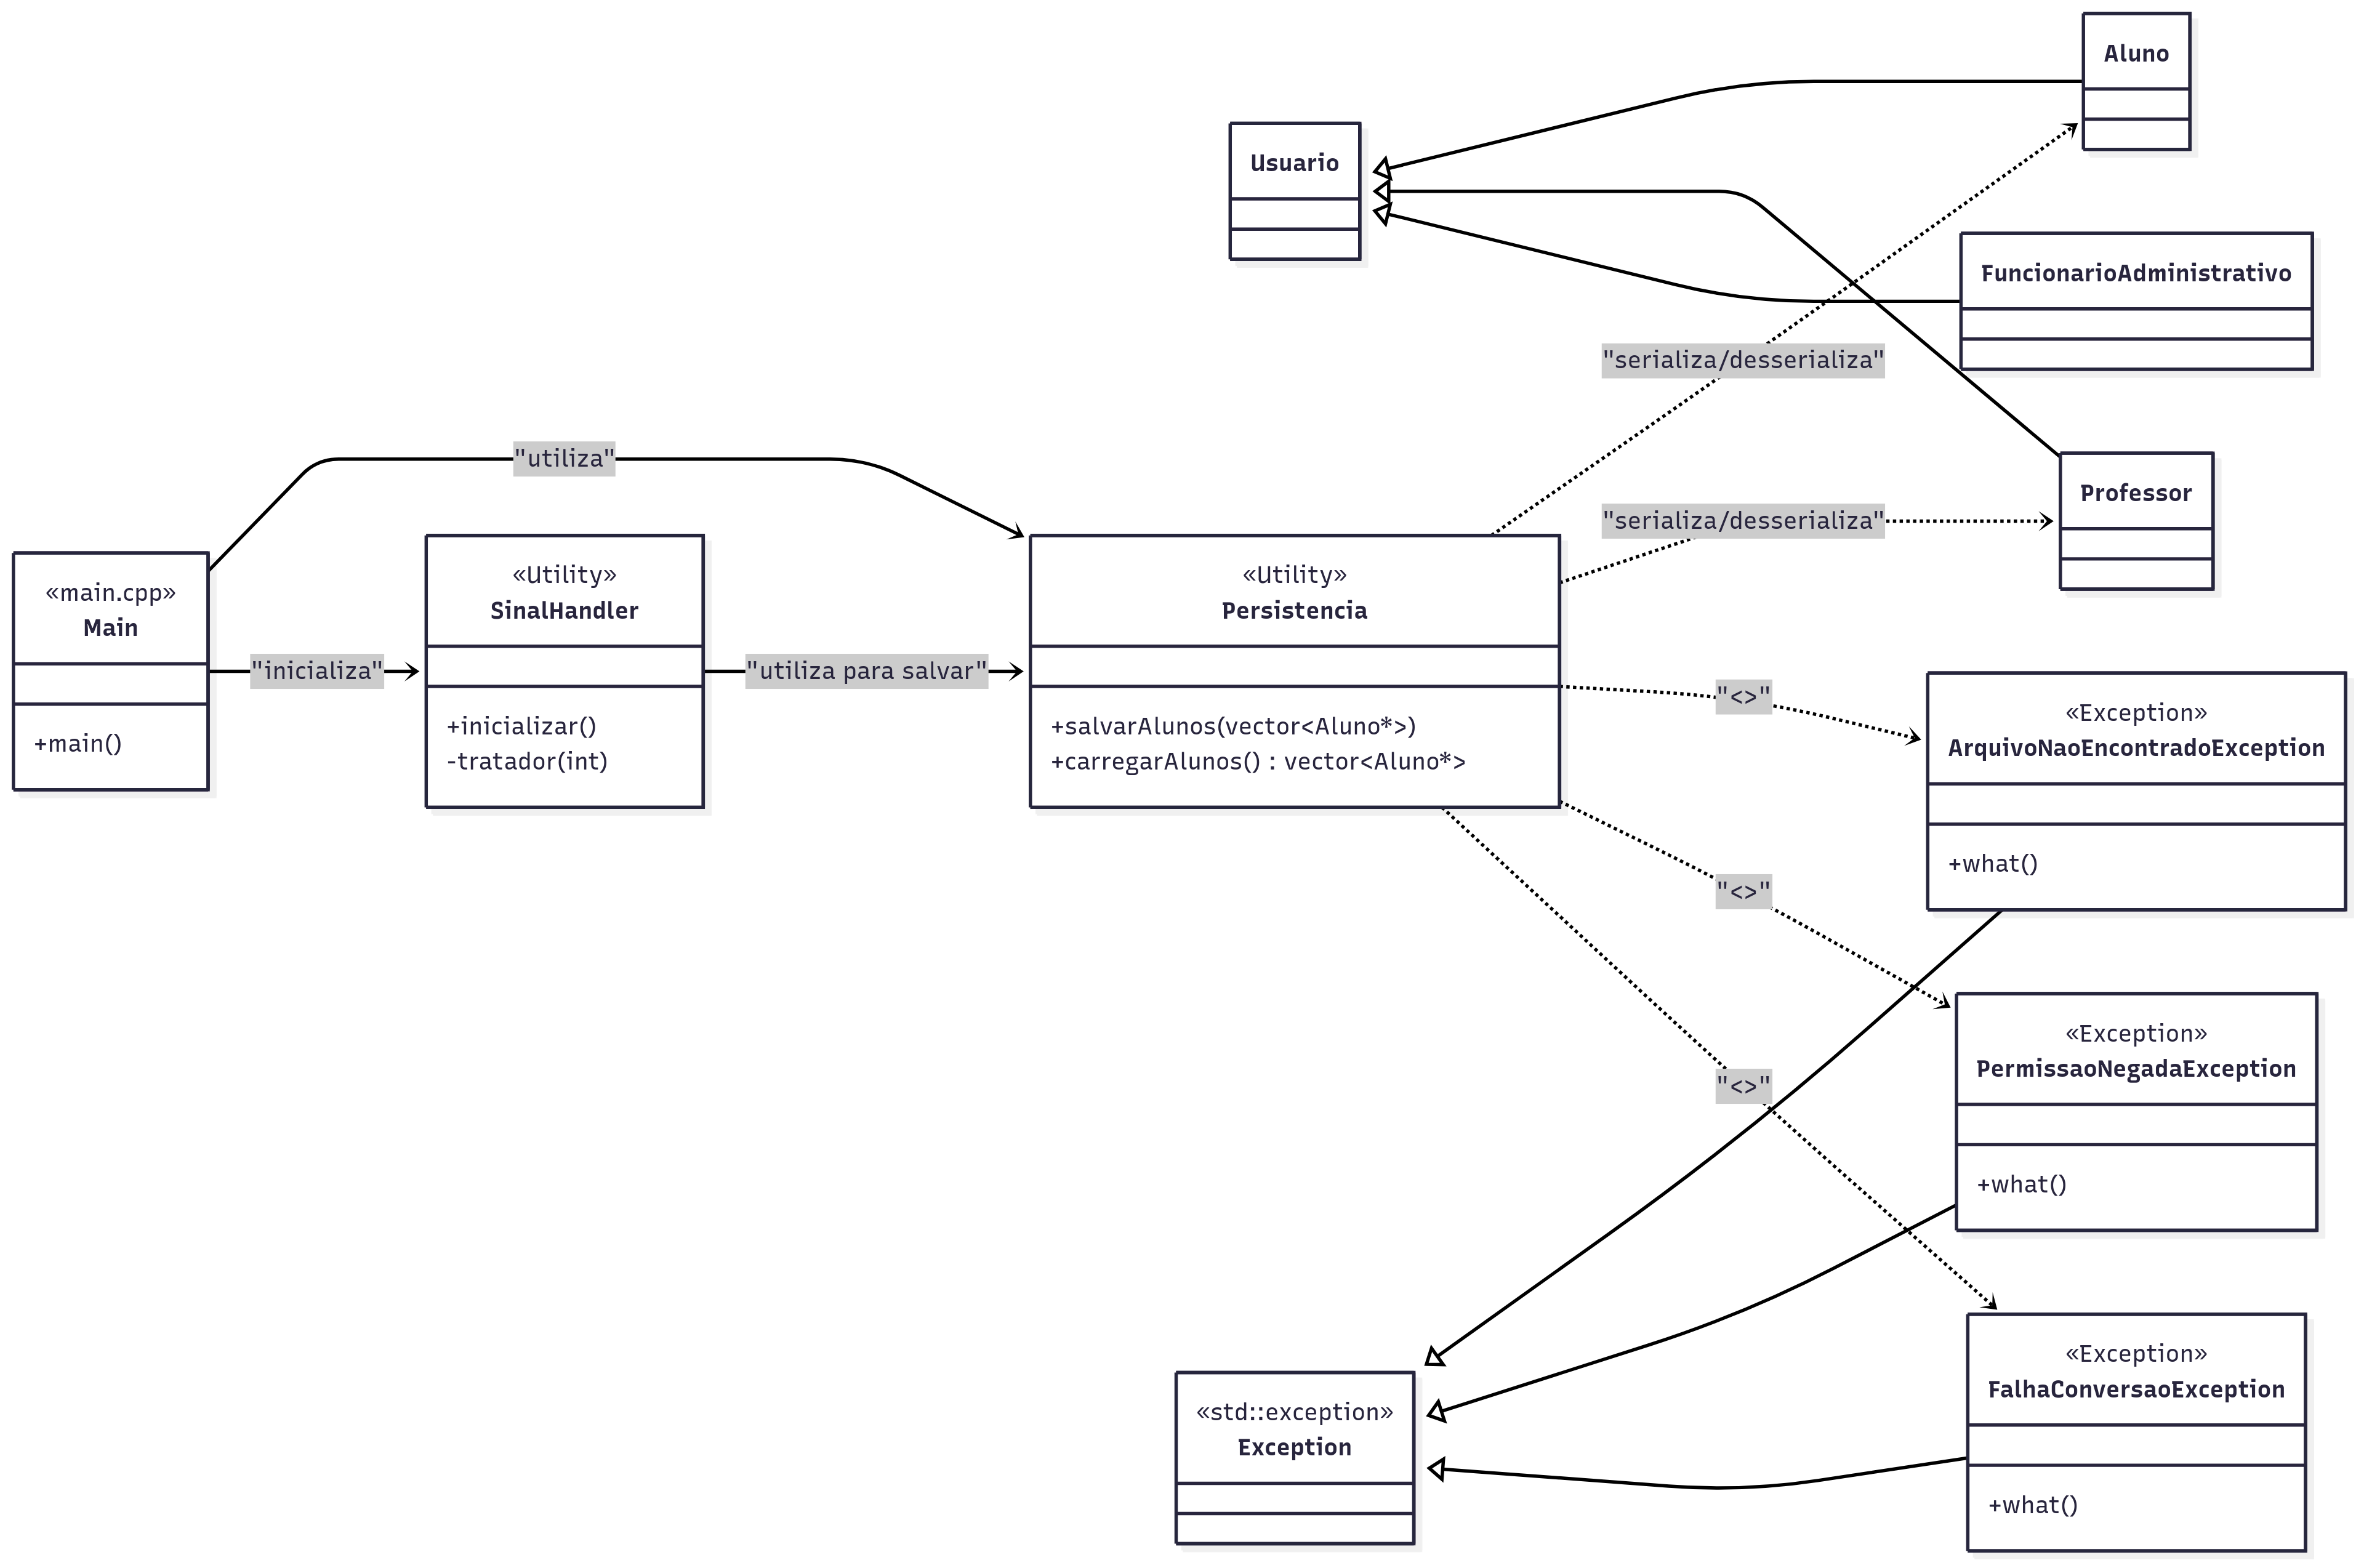 Aluno
Usuario
FuncionarioAdministrativo
"serializa/desserializa"
"utiliza"
Professor
"serializa/desserializa"
«main.cpp»
Main
+main()
"inicializa"
«Utility»
SinalHandler
+inicializar()
-tratador(int)
"utiliza para salvar"
«Utility»
Persistencia
+salvarAlunos(vector<Aluno*>)
+carregarAlunos() : vector<Aluno*>
"<>"
«Exception»
ArquivoNaoEncontradoException
+what()
"<>"
«Exception»
PermissaoNegadaException
+what()
"<>"
«std::exception»
Exception
«Exception»
FalhaConversaoException
+what()